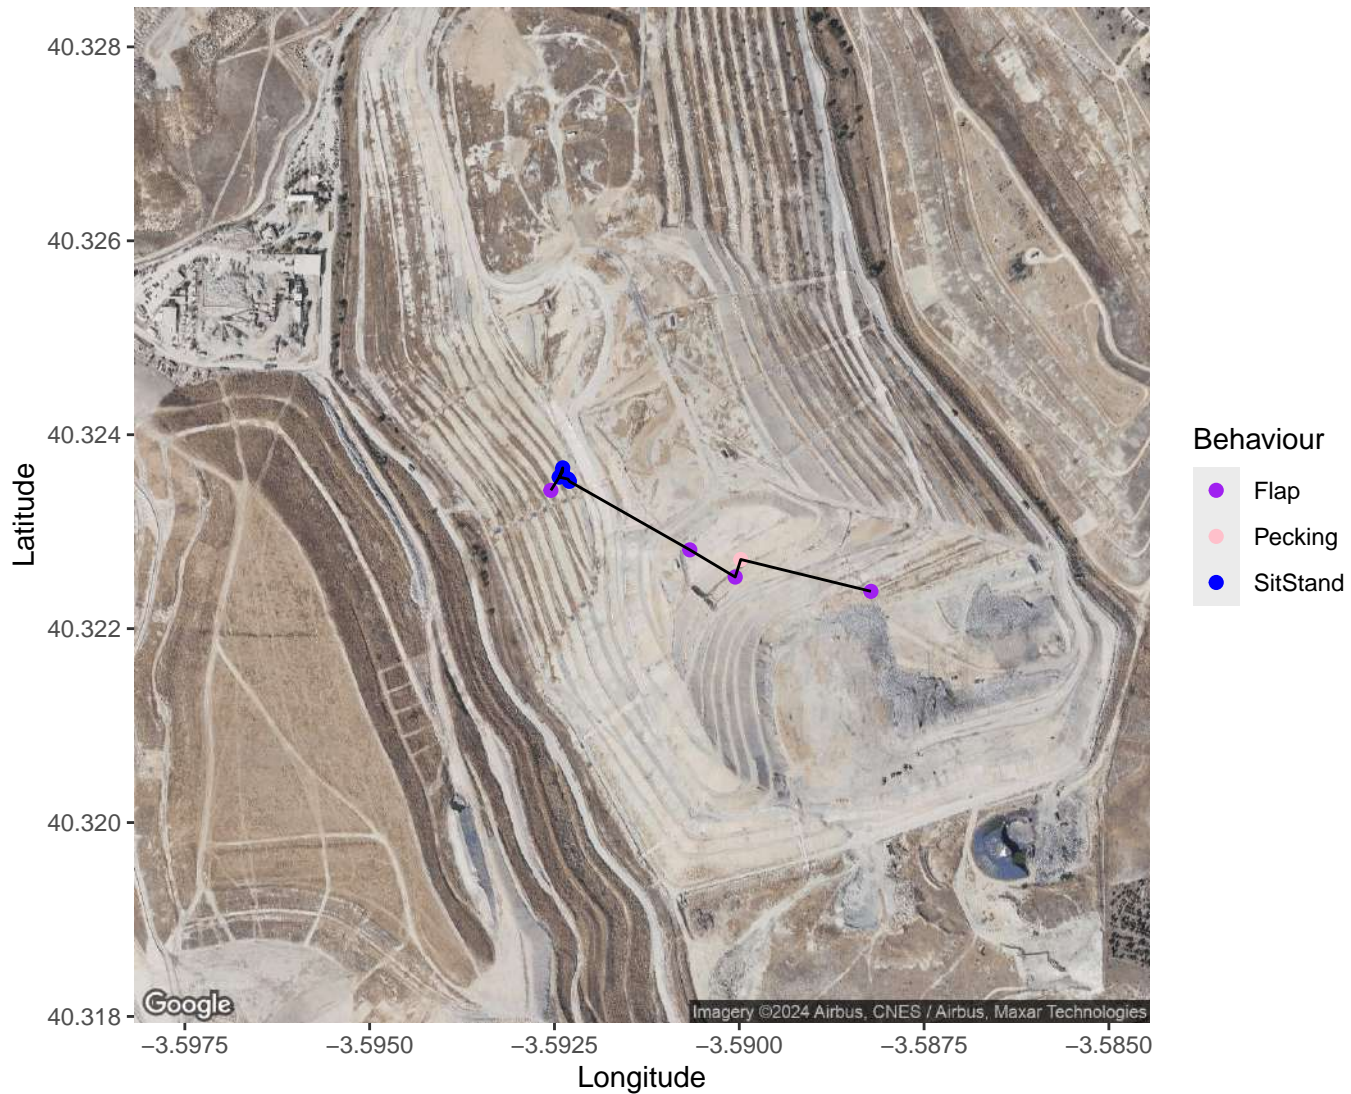 40.328
40.326
40.324
40.322
40.320
40.318
Latitude
−3.5975
−3.5950
−3.5925
−3.5900
−3.5875
−3.5850
Longitude
Behaviour
Flap
Pecking
SitStand
Google
Imagery ©2024 Airbus, CNES / Airbus, Maxar Technologies